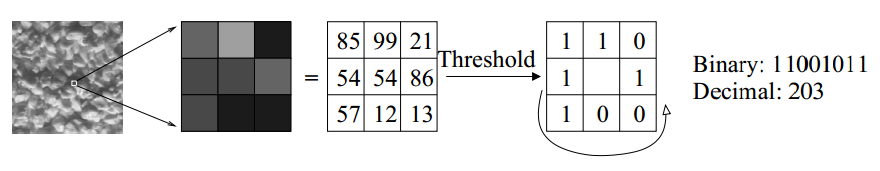 85 99 21
54 54 86
57 12 13
=
Threshold
1 1 0
1 1
1 0 0
Binary: 11001011
Decimal: 203